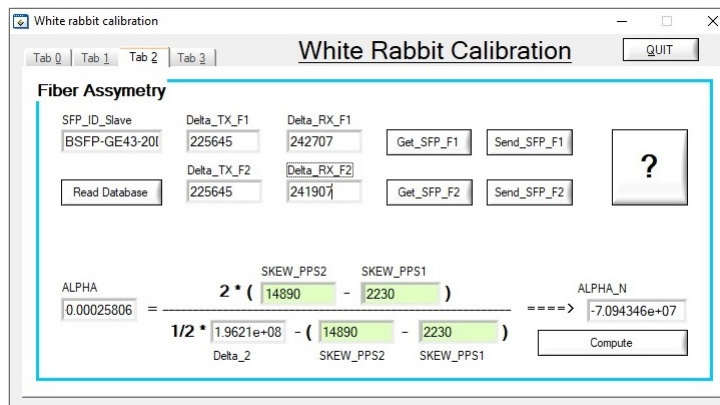 White rabbit calibration
Tab 0 Tab 1 Tab 2 Tab 3
White Rabbit Calibration
QUIT
Fiber Assymetry
SFP_ID_Slave Delta_TX_F1 Delta_RX_F1
BSFP-GE43-20 225645 242707 Get_SFP_F1 Send_SFP_F1
Delta_TX_F2 Delta_RX_F2
?
Read Database 225645 241907 Get_SFP_F2 Send_SFP_F2
SKEW_PPS2 SKEW_PPS1
ALPHA 2 * ( 14890 - 2230 ) ALPHA_N
0.00025806 = ====> -7.094346e+07
1/2 * 1.9621e+08 - ( 14890 - 2230 ) Compute
Delta_2 SKEW_PPS2 SKEW_PPS1